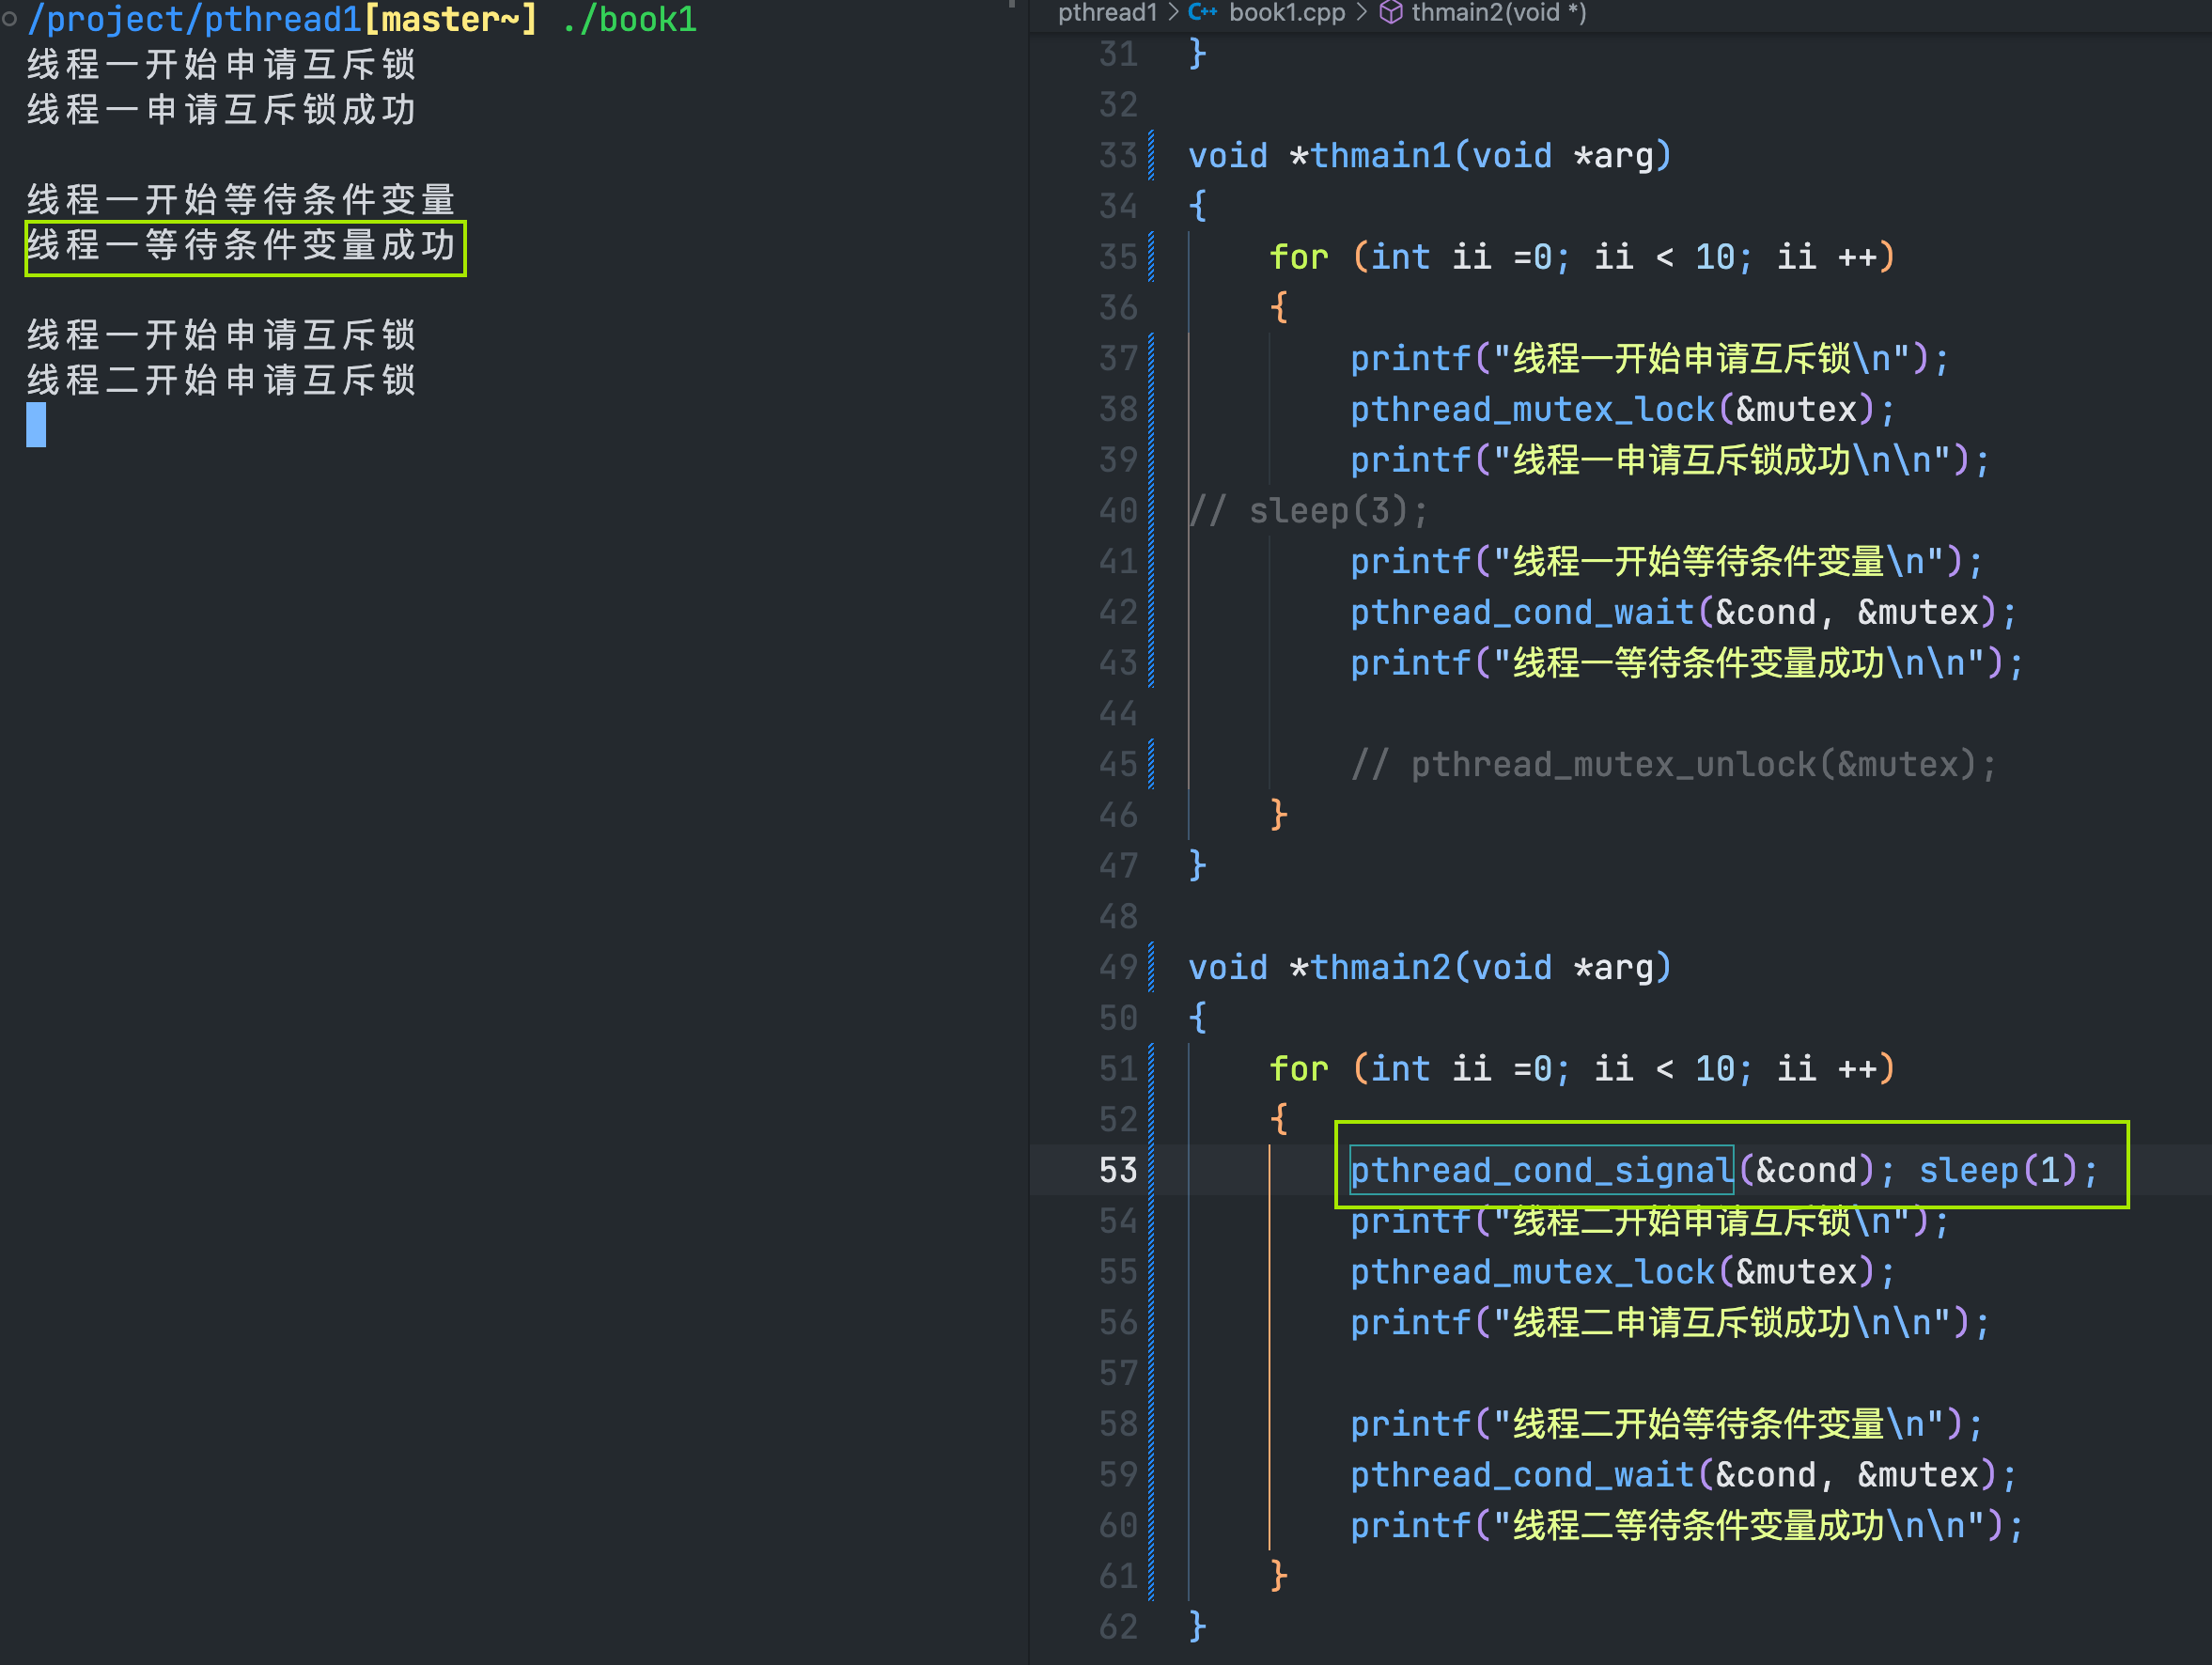 /project/pthread1[master~] ./book1
线程一开始申请互斥锁
线程一申请互斥锁成功
线程一开始等待条件变量
线程一等待条件变量成功
线程一开始申请互斥锁
线程二开始申请互斥锁
pthread1 > C++ book1.cpp > thmain2(void *)
31 }
32
33 void *thmain1(void *arg)
34 {
35 for (int ii =0; ii < 10; ii ++)
36 {
37 printf("线程一开始申请互斥锁\n");
38 pthread_mutex_lock(&mutex);
39 printf("线程一申请互斥锁成功\n\n");
40 // sleep(3);
41 printf("线程一开始等待条件变量\n");
42 pthread_cond_wait(&cond, &mutex);
43 printf("线程一等待条件变量成功\n\n");
44
45 // pthread_mutex_unlock(&mutex);
46 }
47 }
48
49 void *thmain2(void *arg)
50 {
51 for (int ii =0; ii < 10; ii ++)
52 {
53 pthread_cond_signal(&cond); sleep(1);
54 printf("线程二开始申请互斥锁\n");
55 pthread_mutex_lock(&mutex);
56 printf("线程二申请互斥锁成功\n\n");
57
58 printf("线程二开始等待条件变量\n");
59 pthread_cond_wait(&cond, &mutex);
60 printf("线程二等待条件变量成功\n\n");
61 }
62 }